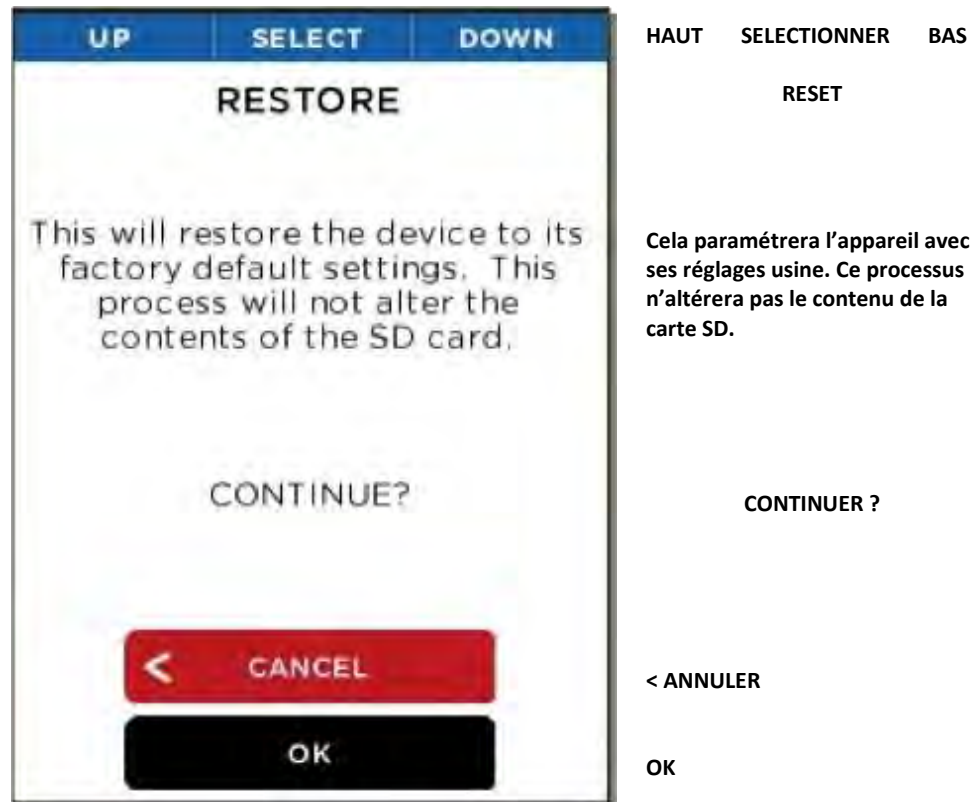 UP SELECT DOWN
RESTORE
This will restore the device to its
factory default settings. This
process will not alter the
contents of the SD card.
CONTINUE?
< CANCEL
OK
HAUT SELECTIONNER BAS
RESET
Cela paramétrera l’appareil avec
ses réglages usine. Ce processus
n’altérera pas le contenu de la
carte SD.
CONTINUER ?
< ANNULER
OK